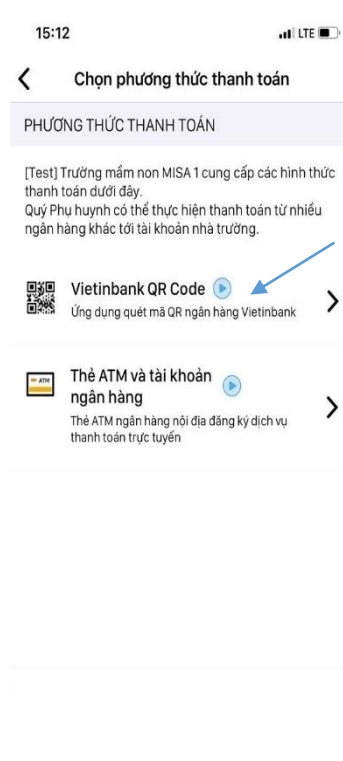 15:12
LTE
Chọn phương thức thanh toán
PHƯƠNG THỨC THANH TOÁN
[Test] Trường mầm non MISA 1 cung cấp các hình thức
thanh toán dưới đây.
Quý Phụ huynh có thể thực hiện thanh toán từ nhiều
ngân hàng khác tới tài khoản nhà trường.
Vietinbank QR Code
Ứng dụng quét mã QR ngân hàng Vietinbank
ATM
Thẻ ATM và tài khoản
ngân hàng
Thẻ ATM ngân hàng nội địa đăng ký dịch vụ
thanh toán trực tuyến